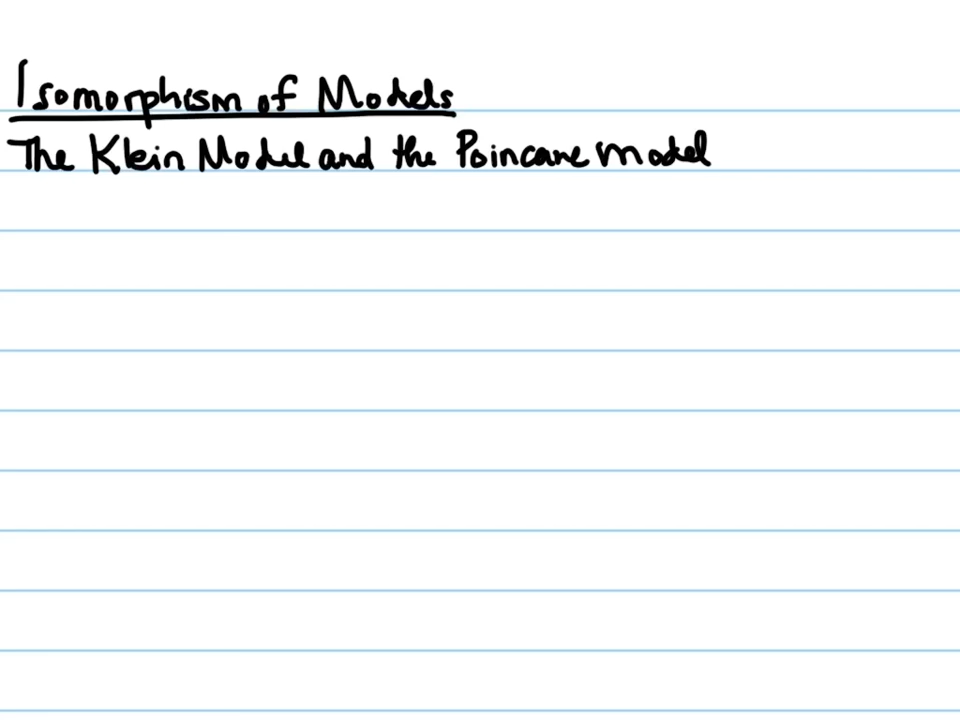 Isomorphism of Models
The Klein Model and the Poincare model